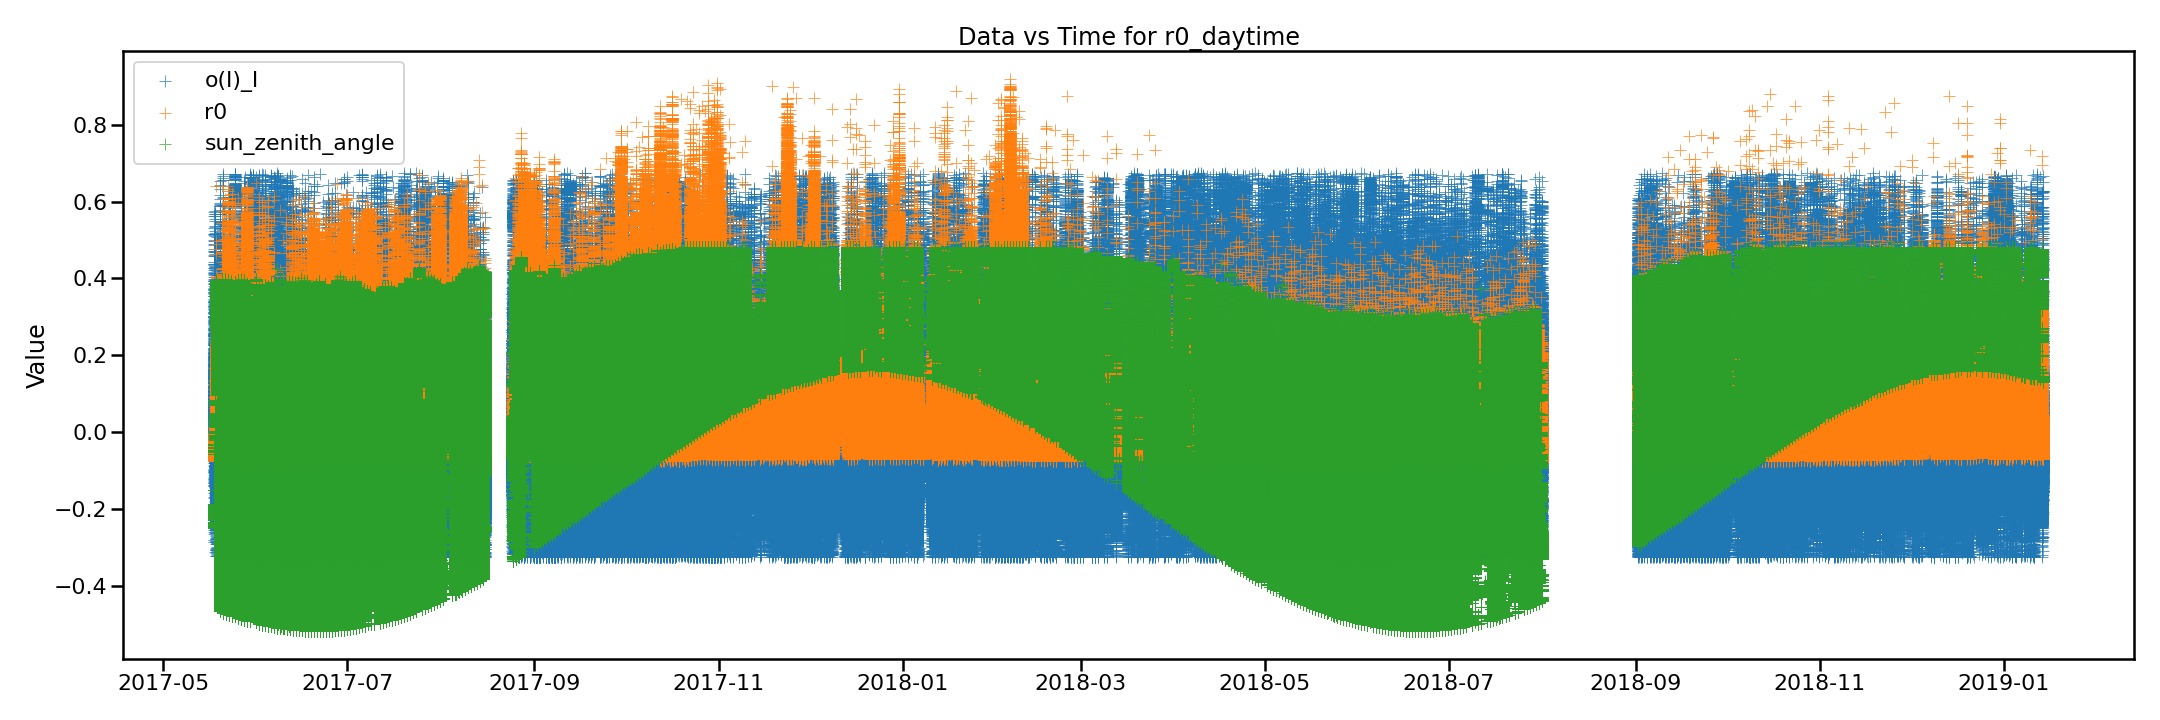 Data vs Time for r0_daytime
o(I)_I
r0
sun_zenith_angle
Value
0.8
0.6
0.4
0.2
0.0
−0.2
−0.4
2017-05 2017-07 2017-09 2017-11 2018-01 2018-03 2018-05 2018-07 2018-09 2018-11 2019-01